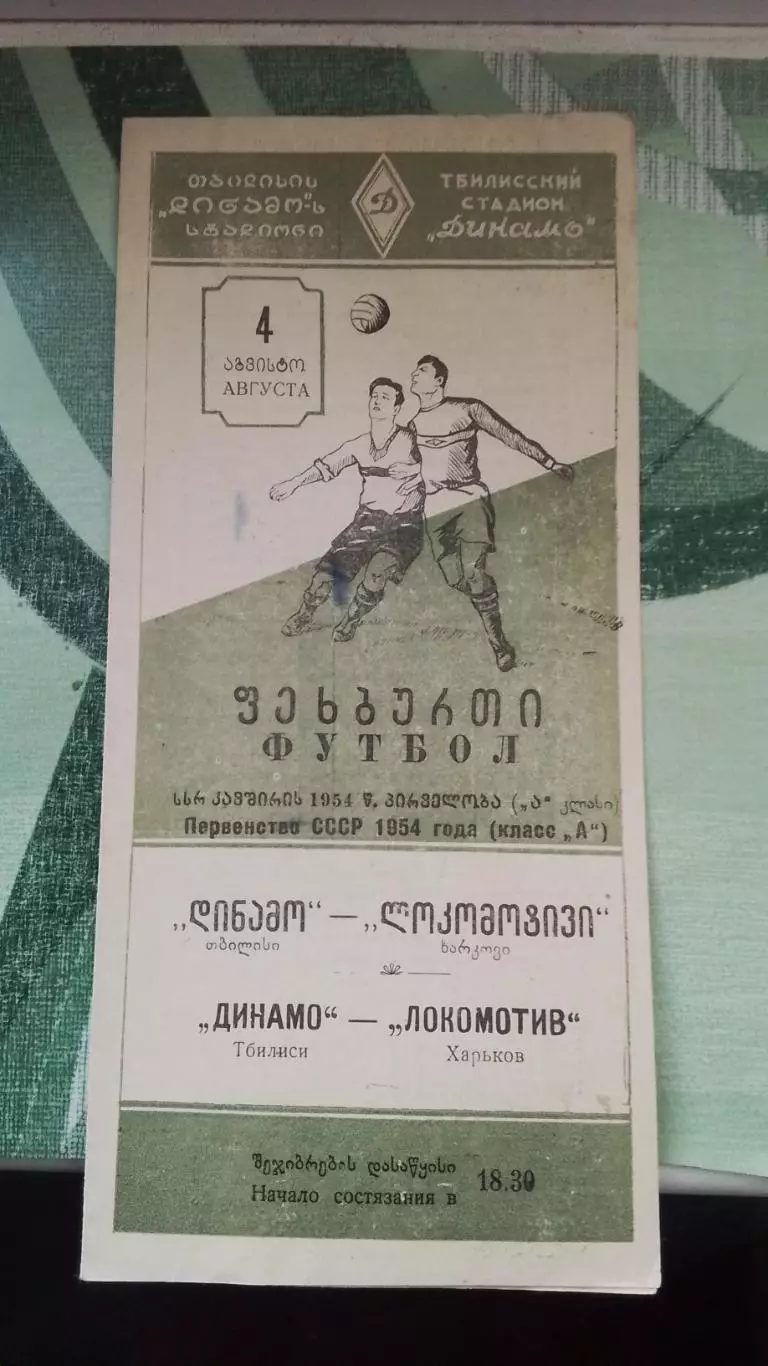 თბილისის
„დინამო“-ს
სტადიონი
Д
ТБИЛИССКИЙ
СТАДИОН
„Динамо“
4
აგვისტო
АВГУСТА
ფეხბურთი
ФУТБОЛ
სსრ კავშირის 1954 წ. პირველობა („ა“ კლასი)
Первенство СССР 1954 года (класс „А“)
„დინამო“ — „ლოკომოტივი“
თბილისი ხარკოვი
„ДИНАМО“ — „ЛОКОМОТИВ“
Тбилиси Харьков
შეჯიბრების დასაწყისი
Начало состязания в 18.30